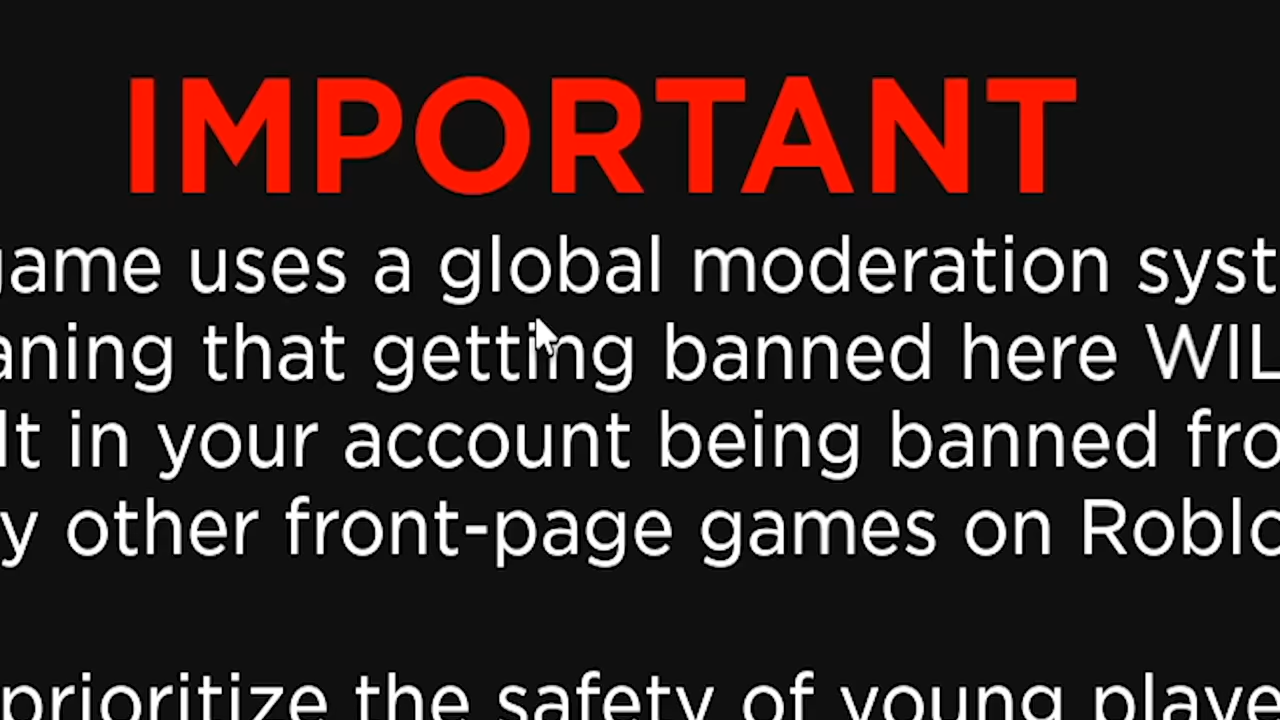 IMPORTANT
game uses a global moderation syst
aning that getting banned here WIL
lt in your account being banned fro
y other front-page games on Roblo
prioritize the safety of young playe